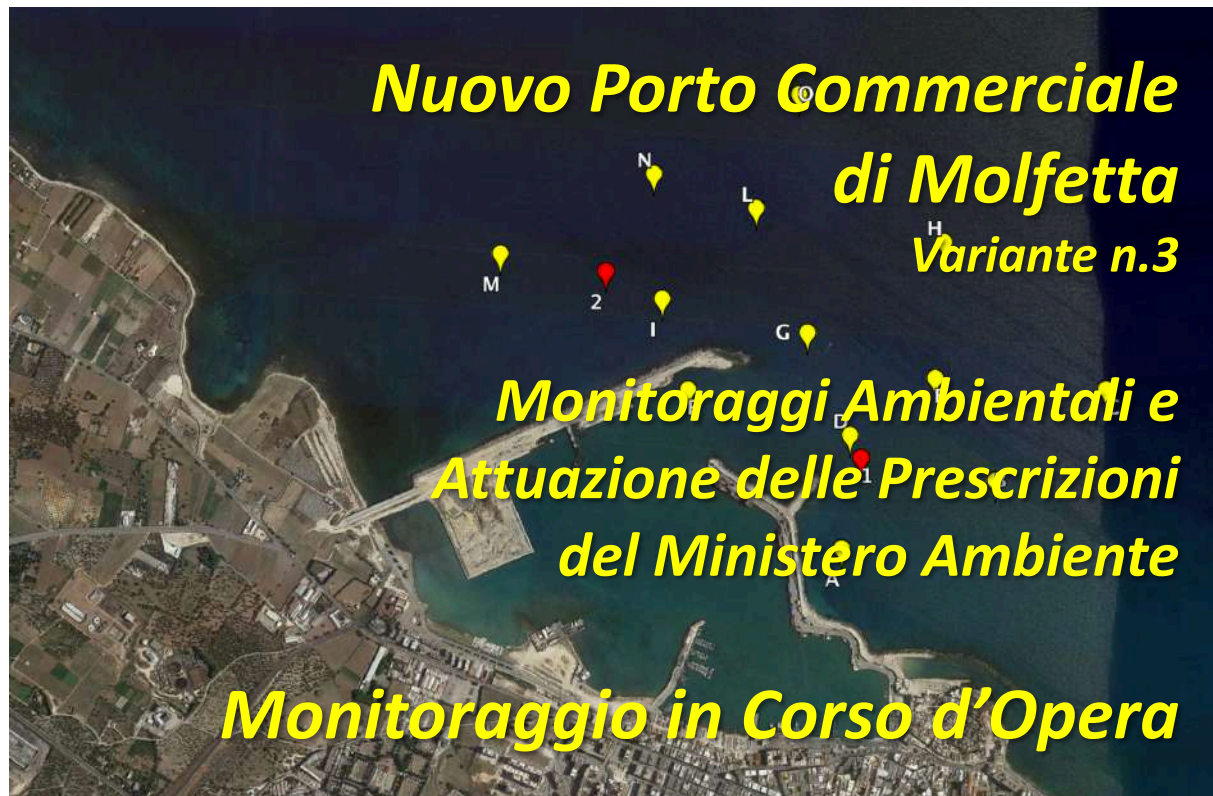 Nuovo Porto Commerciale
O
N
di Molfetta
L
H
Variante n.3
M
2
I
G
Monitoraggi Ambientali e
D
Attuazione delle Prescrizioni
1
del Ministero Ambiente
A
Monitoraggio in Corso d'Opera